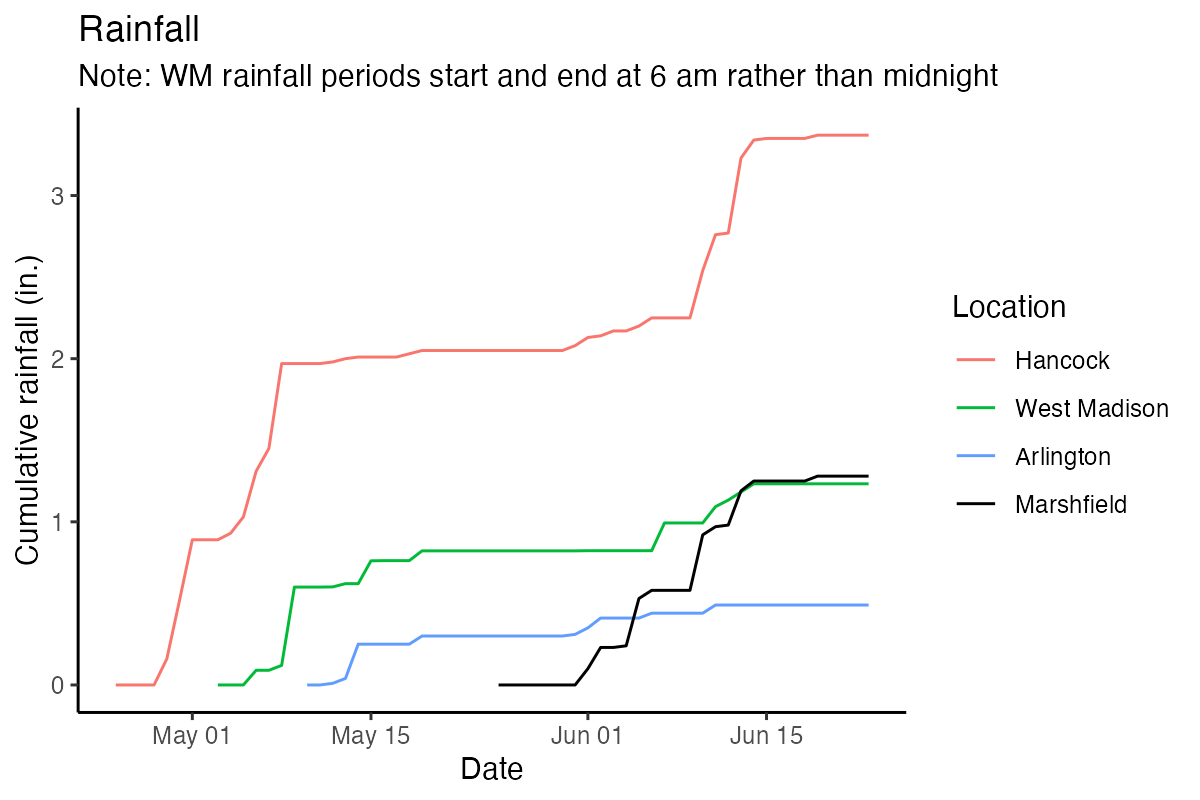 Rainfall
Note: WM rainfall periods start and end at 6 am rather than midnight
Cumulative rainfall (in.)
3
2
1
0
May 01
May 15
Jun 01
Jun 15
Date
Location
Hancock
West Madison
Arlington
Marshfield